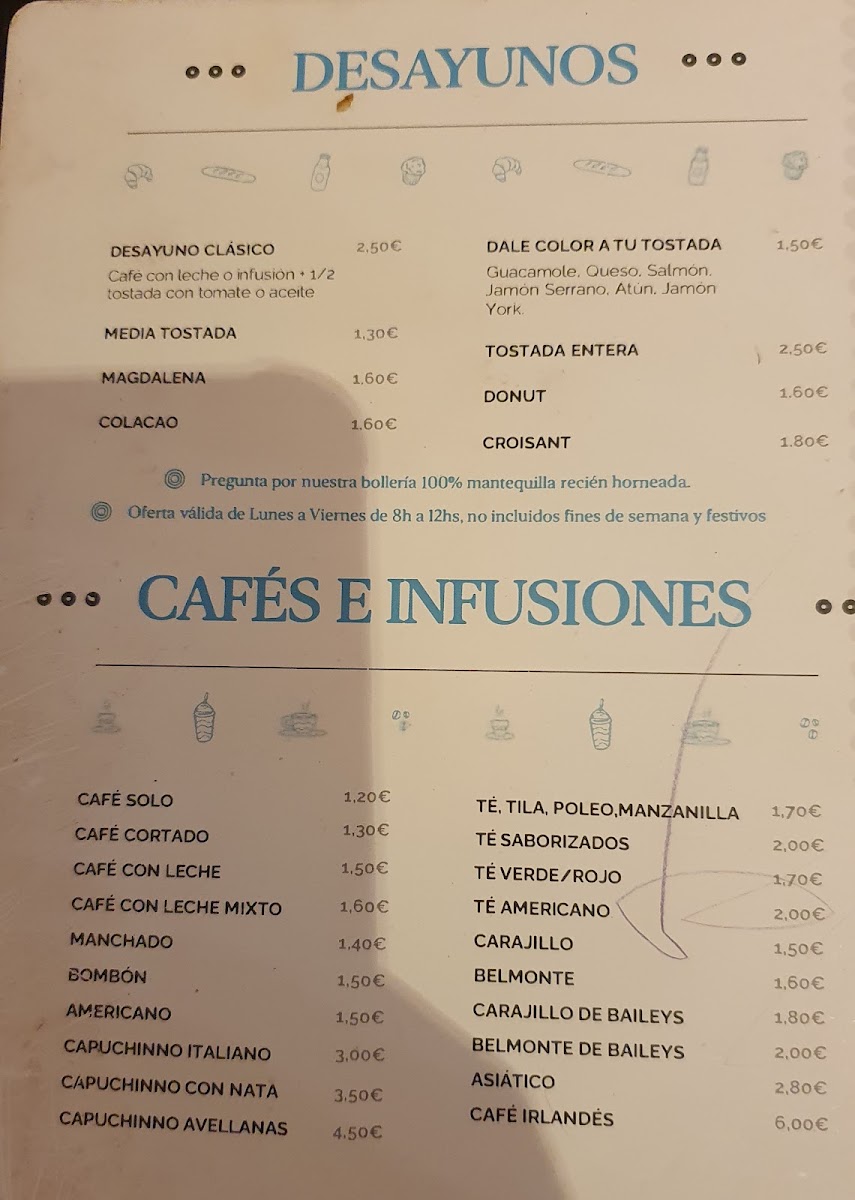 DESAYUNOS
DESAYUNO CLÁSICO 2,50€
Café con leche o infusión + 1/2
tostada con tomate o aceite
MEDIA TOSTADA 1,30€
MAGDALENA 1,60€
COLACAO 1,60€
DALE COLOR A TU TOSTADA 1,50€
Guacamole, Queso, Salmón,
Jamón Serrano, Atún, Jamón
York.
TOSTADA ENTERA 2,50€
DONUT 1,60€
CROISANT 1,80€
Pregunta por nuestra bollería 100% mantequilla recién horneada.
Oferta válida de Lunes a Viernes de 8h a 12hs, no incluidos fines de semana y festivos
CAFÉS E INFUSIONES
CAFÉ SOLO 1,20€
CAFÉ CORTADO 1,30€
CAFÉ CON LECHE 1,50€
CAFÉ CON LECHE MIXTO 1,60€
MANCHADO 1,40€
BOMBÓN 1,50€
AMERICANO 1,50€
CAPUCHINNO ITALIANO 3,00€
CAPUCHINNO CON NATA 3,50€
CAPUCHINNO AVELLANAS 4,50€
TÉ, TILA, POLEO,MANZANILLA 1,70€
TÉ SABORIZADOS 2,00€
TÉ VERDE/ROJO 1,70€
TÉ AMERICANO 2,00€
CARAJILLO 1,50€
BELMONTE 1,60€
CARAJILLO DE BAILEYS 1,80€
BELMONTE DE BAILEYS 2,00€
ASIÁTICO 2,80€
CAFÉ IRLANDÉS 6,00€